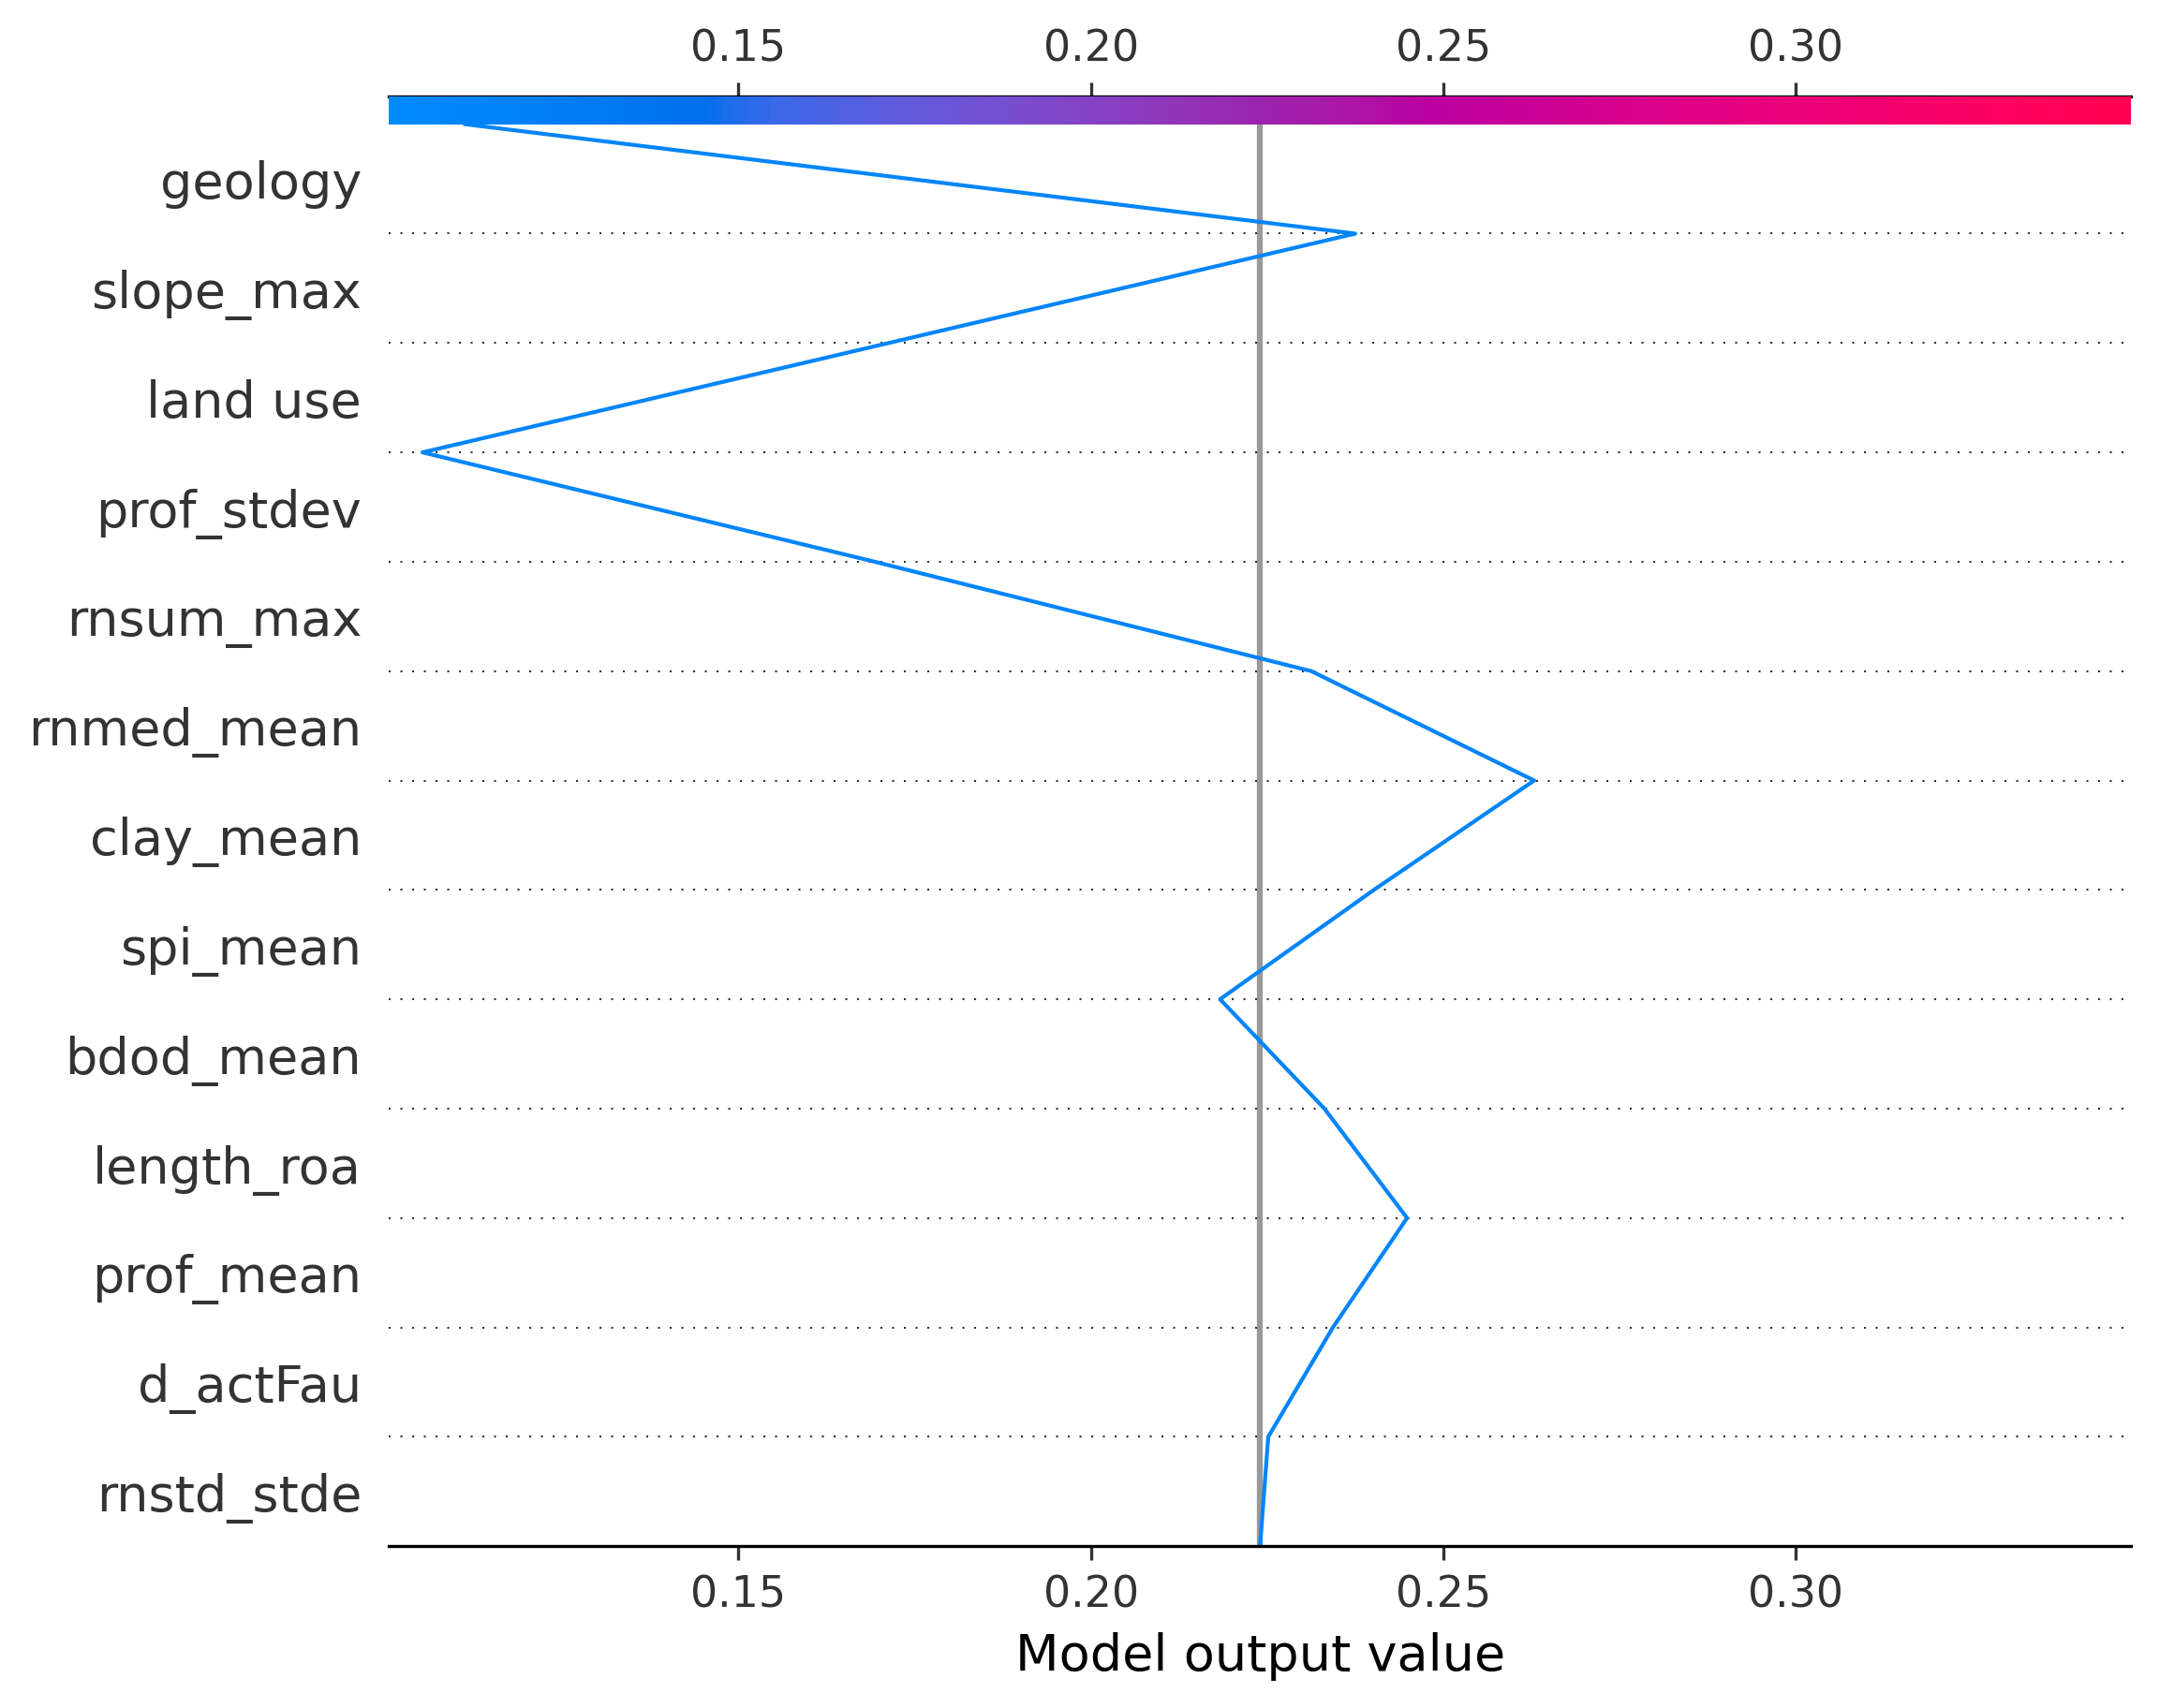 0.15 0.20 0.25 0.30
geology
slope_max
land use
prof_stdev
rnsum_max
rnmed_mean
clay_mean
spi_mean
bdod_mean
length_roa
prof_mean
d_actFau
rnstd_stde
0.15 0.20 0.25 0.30
Model output value